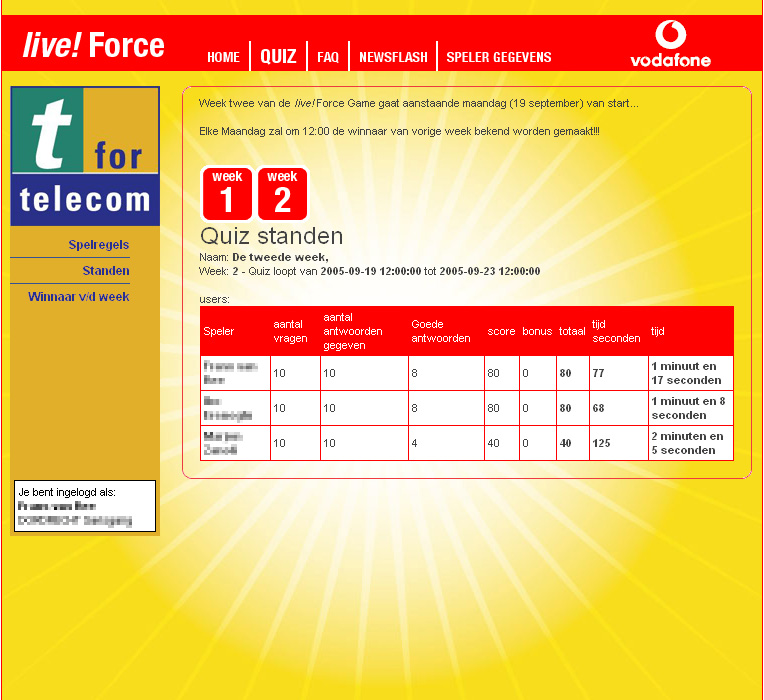 live! Force
HOME QUIZ FAQ NEWSFLASH SPELER GEGEVENS
vodafone
t for
telecom
Spelregels
Standen
Winnaar v/d week
Je bent ingelogd als:
Week twee van de live! Force Game gaat aanstaande maandag (19 september) van start...
Elke Maandag zal om 12:00 de winnaar van vorige week bekend worden gemaakt!!!
week week
1 2
Quiz standen
Naam: De tweede week,
Week: 2 - Quiz loopt van 2005-09-19 12:00:00 tot 2005-09-23 12:00:00
users:
Speler aantal vragen aantal antwoorden gegeven Goede antwoorden score bonus totaal tijd seconden tijd
10 10 8 80 0 80 77 1 minuut en 17 seconden
10 10 8 80 0 80 68 1 minuut en 8 seconden
10 10 4 40 0 40 125 2 minuten en 5 seconden